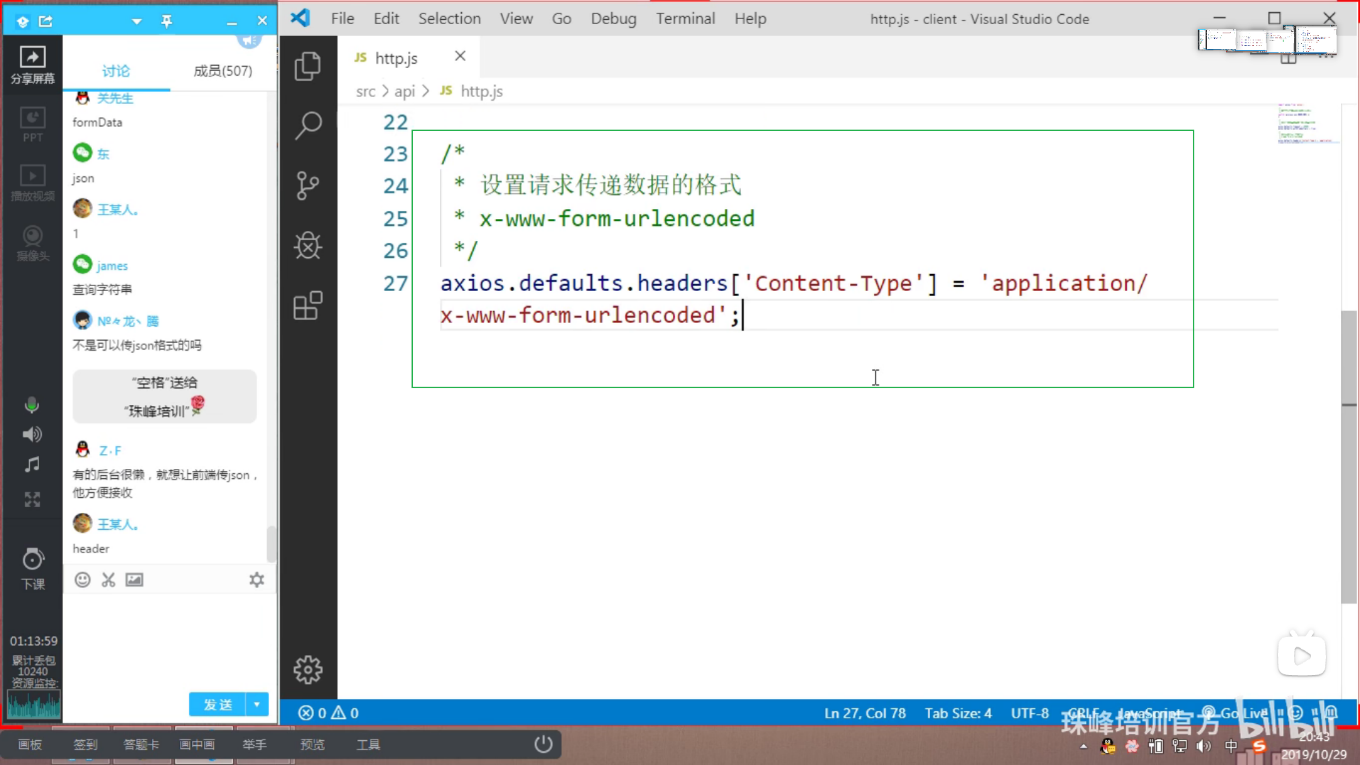 File Edit Selection View Go Debug Terminal Help
http.js - client - Visual Studio Code
分享屏幕
PPT
播放视频
摄像头
下课
01:13:59
累计丢包
10240
资源监控:
讨论
成员(507)
关先生
formData
东
json
王某人。
1
james
查询字符串
№々龙丶腾
不是可以传json格式的吗
“空格”送给
“珠峰培训”
Z·F
有的后台很懒，就想让前端传json，
他方便接收
王某人。
header
发送
JS http.js
src > api > JS http.js
22
23 /*
24 * 设置请求传递数据的格式
25 * x-www-form-urlencoded
26 */
27 axios.defaults.headers['Content-Type'] = 'application/
x-www-form-urlencoded';
0 0
Ln 27, Col 78
Tab Size: 4
UTF-8
CRLF
JavaScript
Go Live
珠峰培训官方
bilibili
画板
签到
答题卡
画中画
举手
预览
工具
中
20:43
2019/10/29